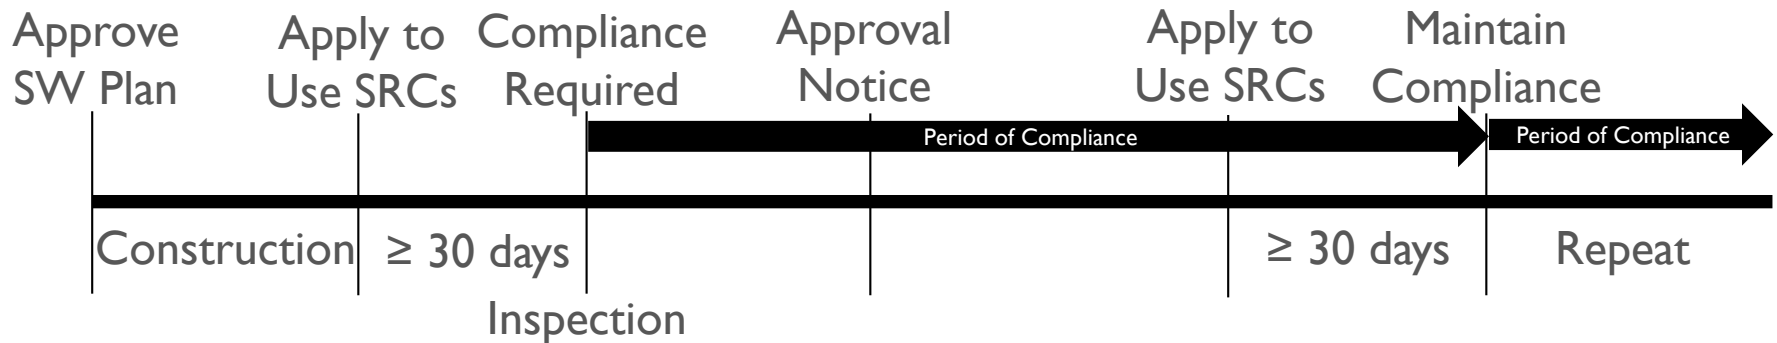 Approve
SW Plan
Apply to
Use SRCs
Compliance
Required
Approval
Notice
Apply to
Use SRCs
Maintain
Compliance
Period of Compliance
Period of Compliance
Construction
≥ 30 days
≥ 30 days
Repeat
Inspection